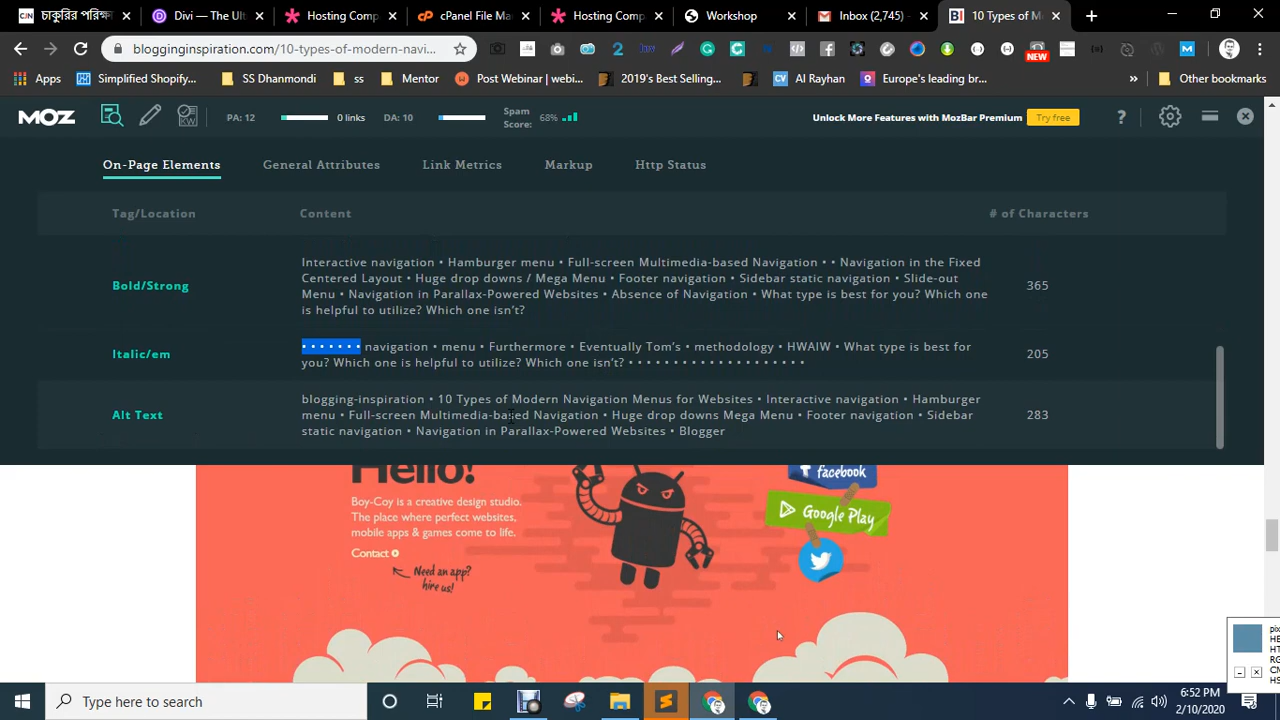 চাকুরির পরিক্ষ
Divi — The Ult
Hosting Comp
cPanel File Ma
Hosting Comp
Workshop
Inbox (2,745)
10 Types of Mo
blogginginspiration.com/10-types-of-modern-navi...
NEW
Apps
Simplified Shopify...
SS Dhanmondi
ss
Mentor
Post Webinar | webi...
2019's Best Selling...
Al Rayhan
Europe's leading br...
»
Other bookmarks
MOZ
PA: 12
0 links
DA: 10
Spam
Score:
68%
Unlock More Features with MozBar Premium
Try free
?
On-Page Elements
General Attributes
Link Metrics
Markup
Http Status
Tag/Location
Content
# of Characters
Bold/Strong
Interactive navigation • Hamburger menu • Full-screen Multimedia-based Navigation • • Navigation in the Fixed
Centered Layout • Huge drop downs / Mega Menu • Footer navigation • Sidebar static navigation • Slide-out
Menu • Navigation in Parallax-Powered Websites • Absence of Navigation • What type is best for you? Which one
is helpful to utilize? Which one isn't?
365
Italic/em
• • • • • • • navigation • menu • Furthermore • Eventually Tom's • methodology • HWAIW • What type is best for
you? Which one is helpful to utilize? Which one isn't? • • • • • • • • • • • • • • • • • • • •
205
Alt Text
blogging-inspiration • 10 Types of Modern Navigation Menus for Websites • Interactive navigation • Hamburger
menu • Full-screen Multimedia-based Navigation • Huge drop downs Mega Menu • Footer navigation • Sidebar
static navigation • Navigation in Parallax-Powered Websites • Blogger
283
Hello!
Boy-Coy is a creative design studio.
The place where perfect websites,
mobile apps & games come to life.
Contact
Need an app?
hire us!
facebook
Google Play
pix
HE
HT
RG
CM
HS
Type here to search
6:52 PM
2/10/2020